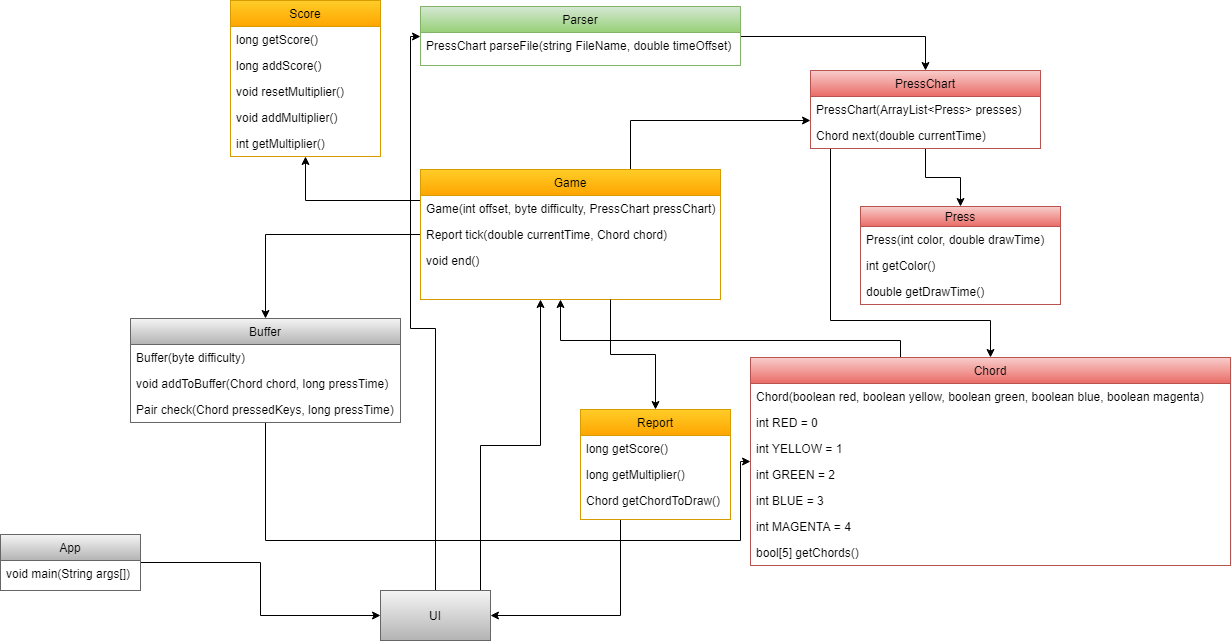 Score
long getScore()
long addScore()
void resetMultiplier()
void addMultiplier()
int getMultiplier()
Parser
PressChart parseFile(string FileName, double timeOffset)
PressChart
PressChart(ArrayList<Press> presses)
Chord next(double currentTime)
Game
Game(int offset, byte difficulty, PressChart pressChart)
Report tick(double currentTime, Chord chord)
void end()
Press
Press(int color, double drawTime)
int getColor()
double getDrawTime()
Buffer
Buffer(byte difficulty)
void addToBuffer(Chord chord, long pressTime)
Pair check(Chord pressedKeys, long pressTime)
Chord
Chord(boolean red, boolean yellow, boolean green, boolean blue, boolean magenta)
int RED = 0
int YELLOW = 1
int GREEN = 2
int BLUE = 3
int MAGENTA = 4
bool[5] getChords()
Report
long getScore()
long getMultiplier()
Chord getChordToDraw()
App
void main(String args[])
UI